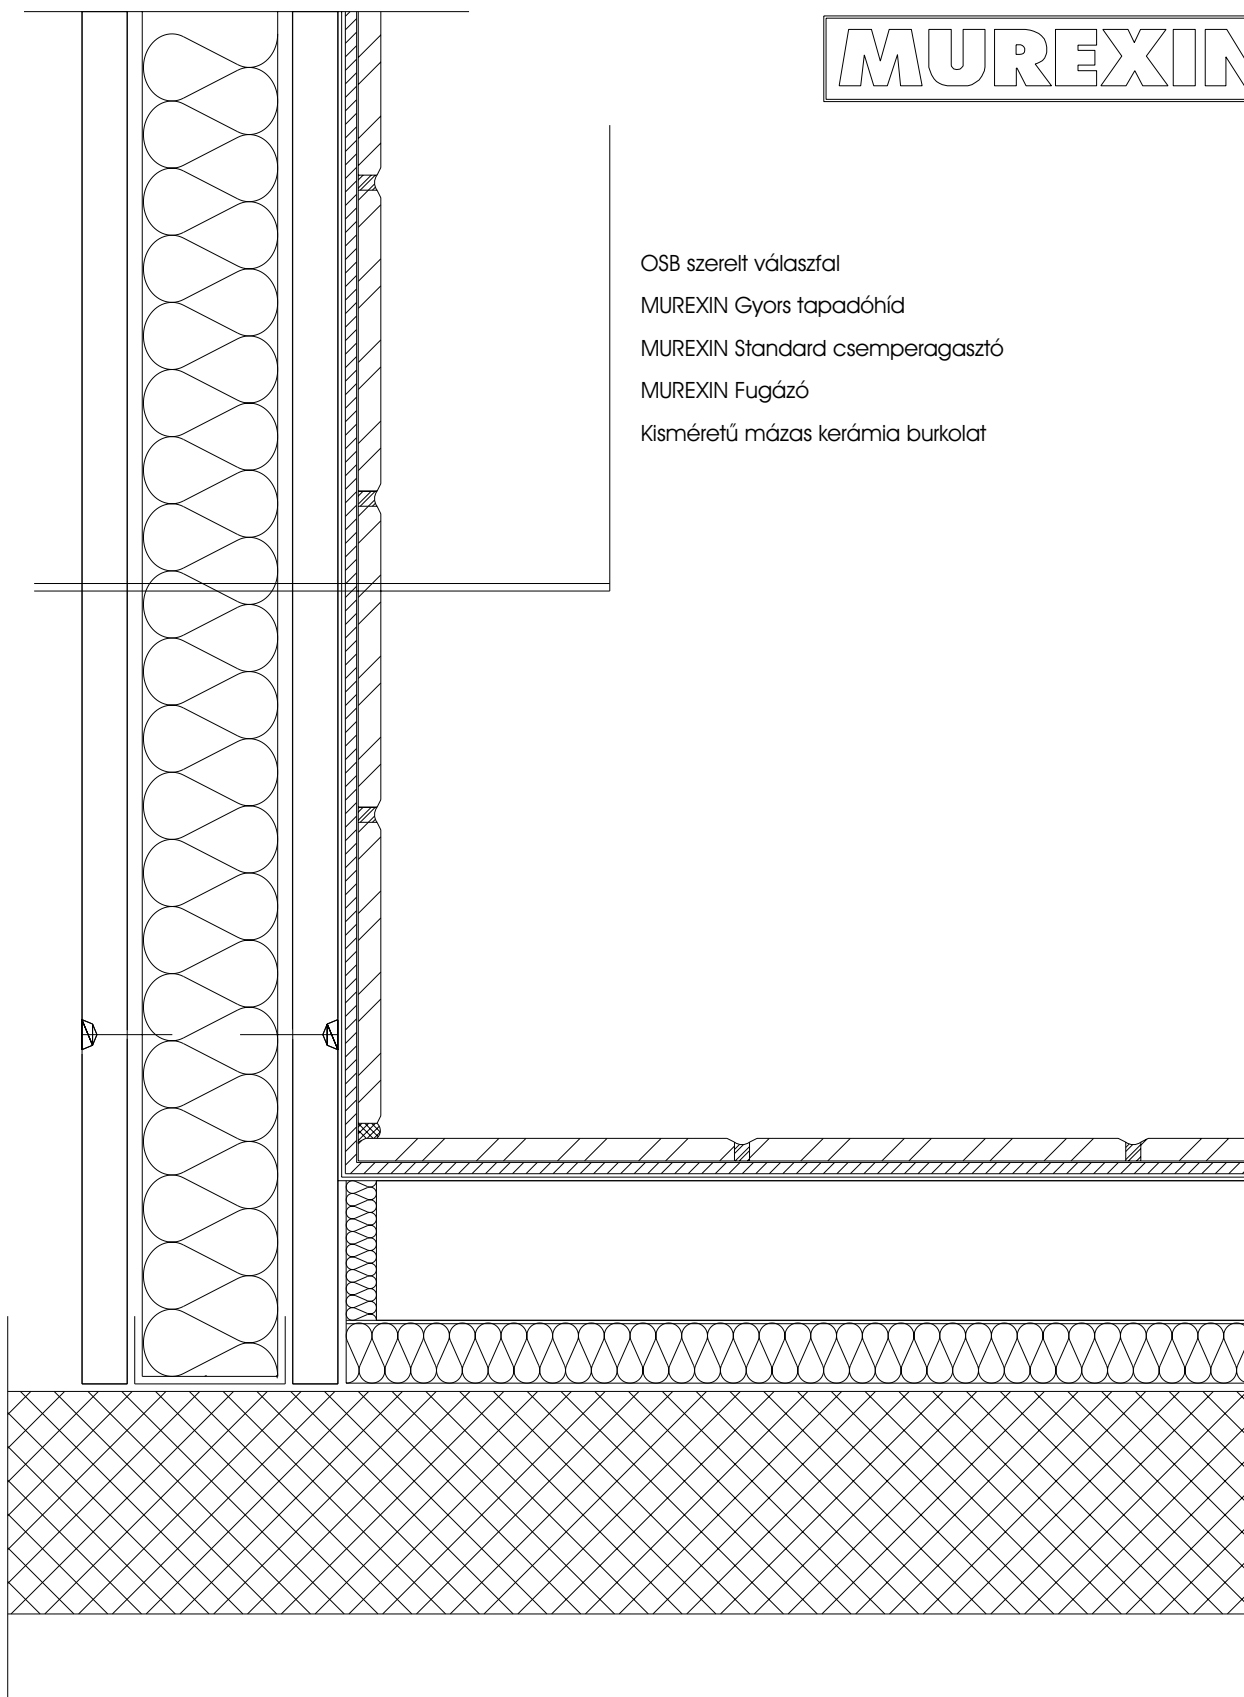 MUREXIN
OSB szerelt válaszfal
MUREXIN Gyors tapadóhíd
MUREXIN Standard csemperagasztó
MUREXIN Fugázó
Kisméretű mázas kerámia burkolat